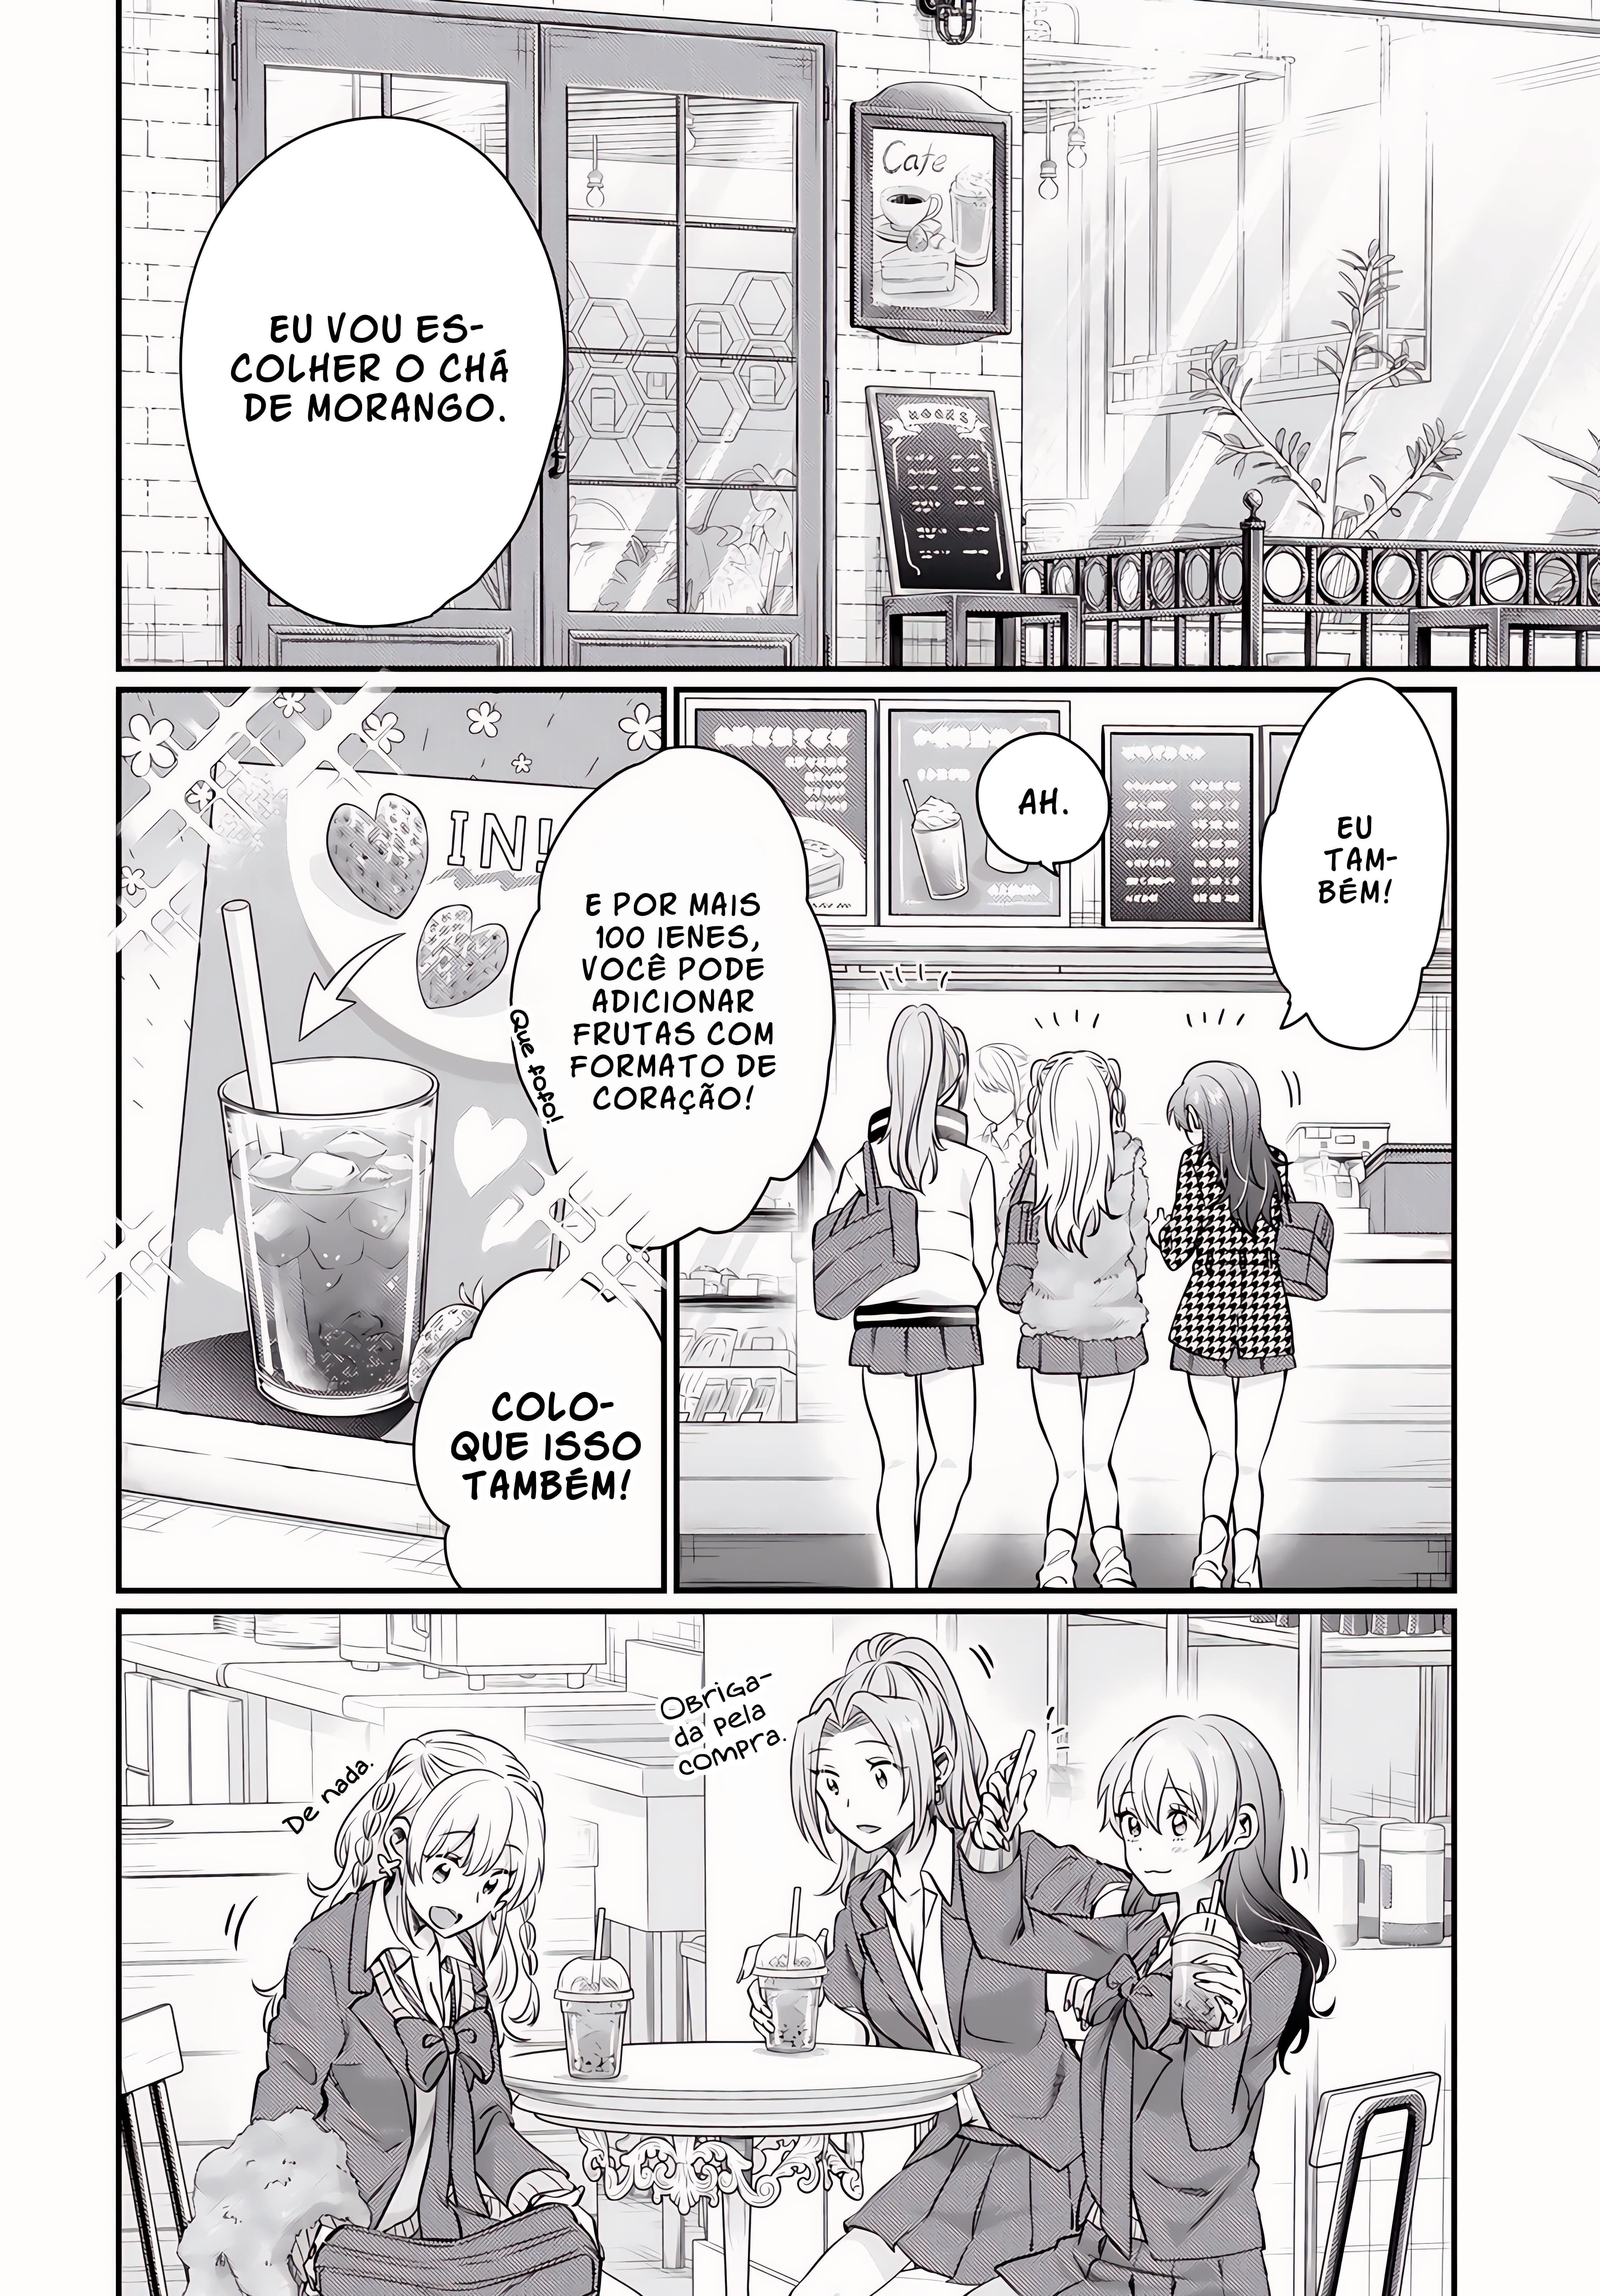 Cafe
EU VOU ES-
COLHER O CHÁ
DE MORANGO.
EU
TAM-
BÉM!
AH.
E POR MAIS
100 IENES,
VOCÊ PODE
ADICIONAR
FRUTAS COM
FORMATO DE
CORAÇÃO!
Que fofo!
IN!
COLO-
QUE ISSO
TAMBÉM!
Obriga-
da pela
compra.
De nada.